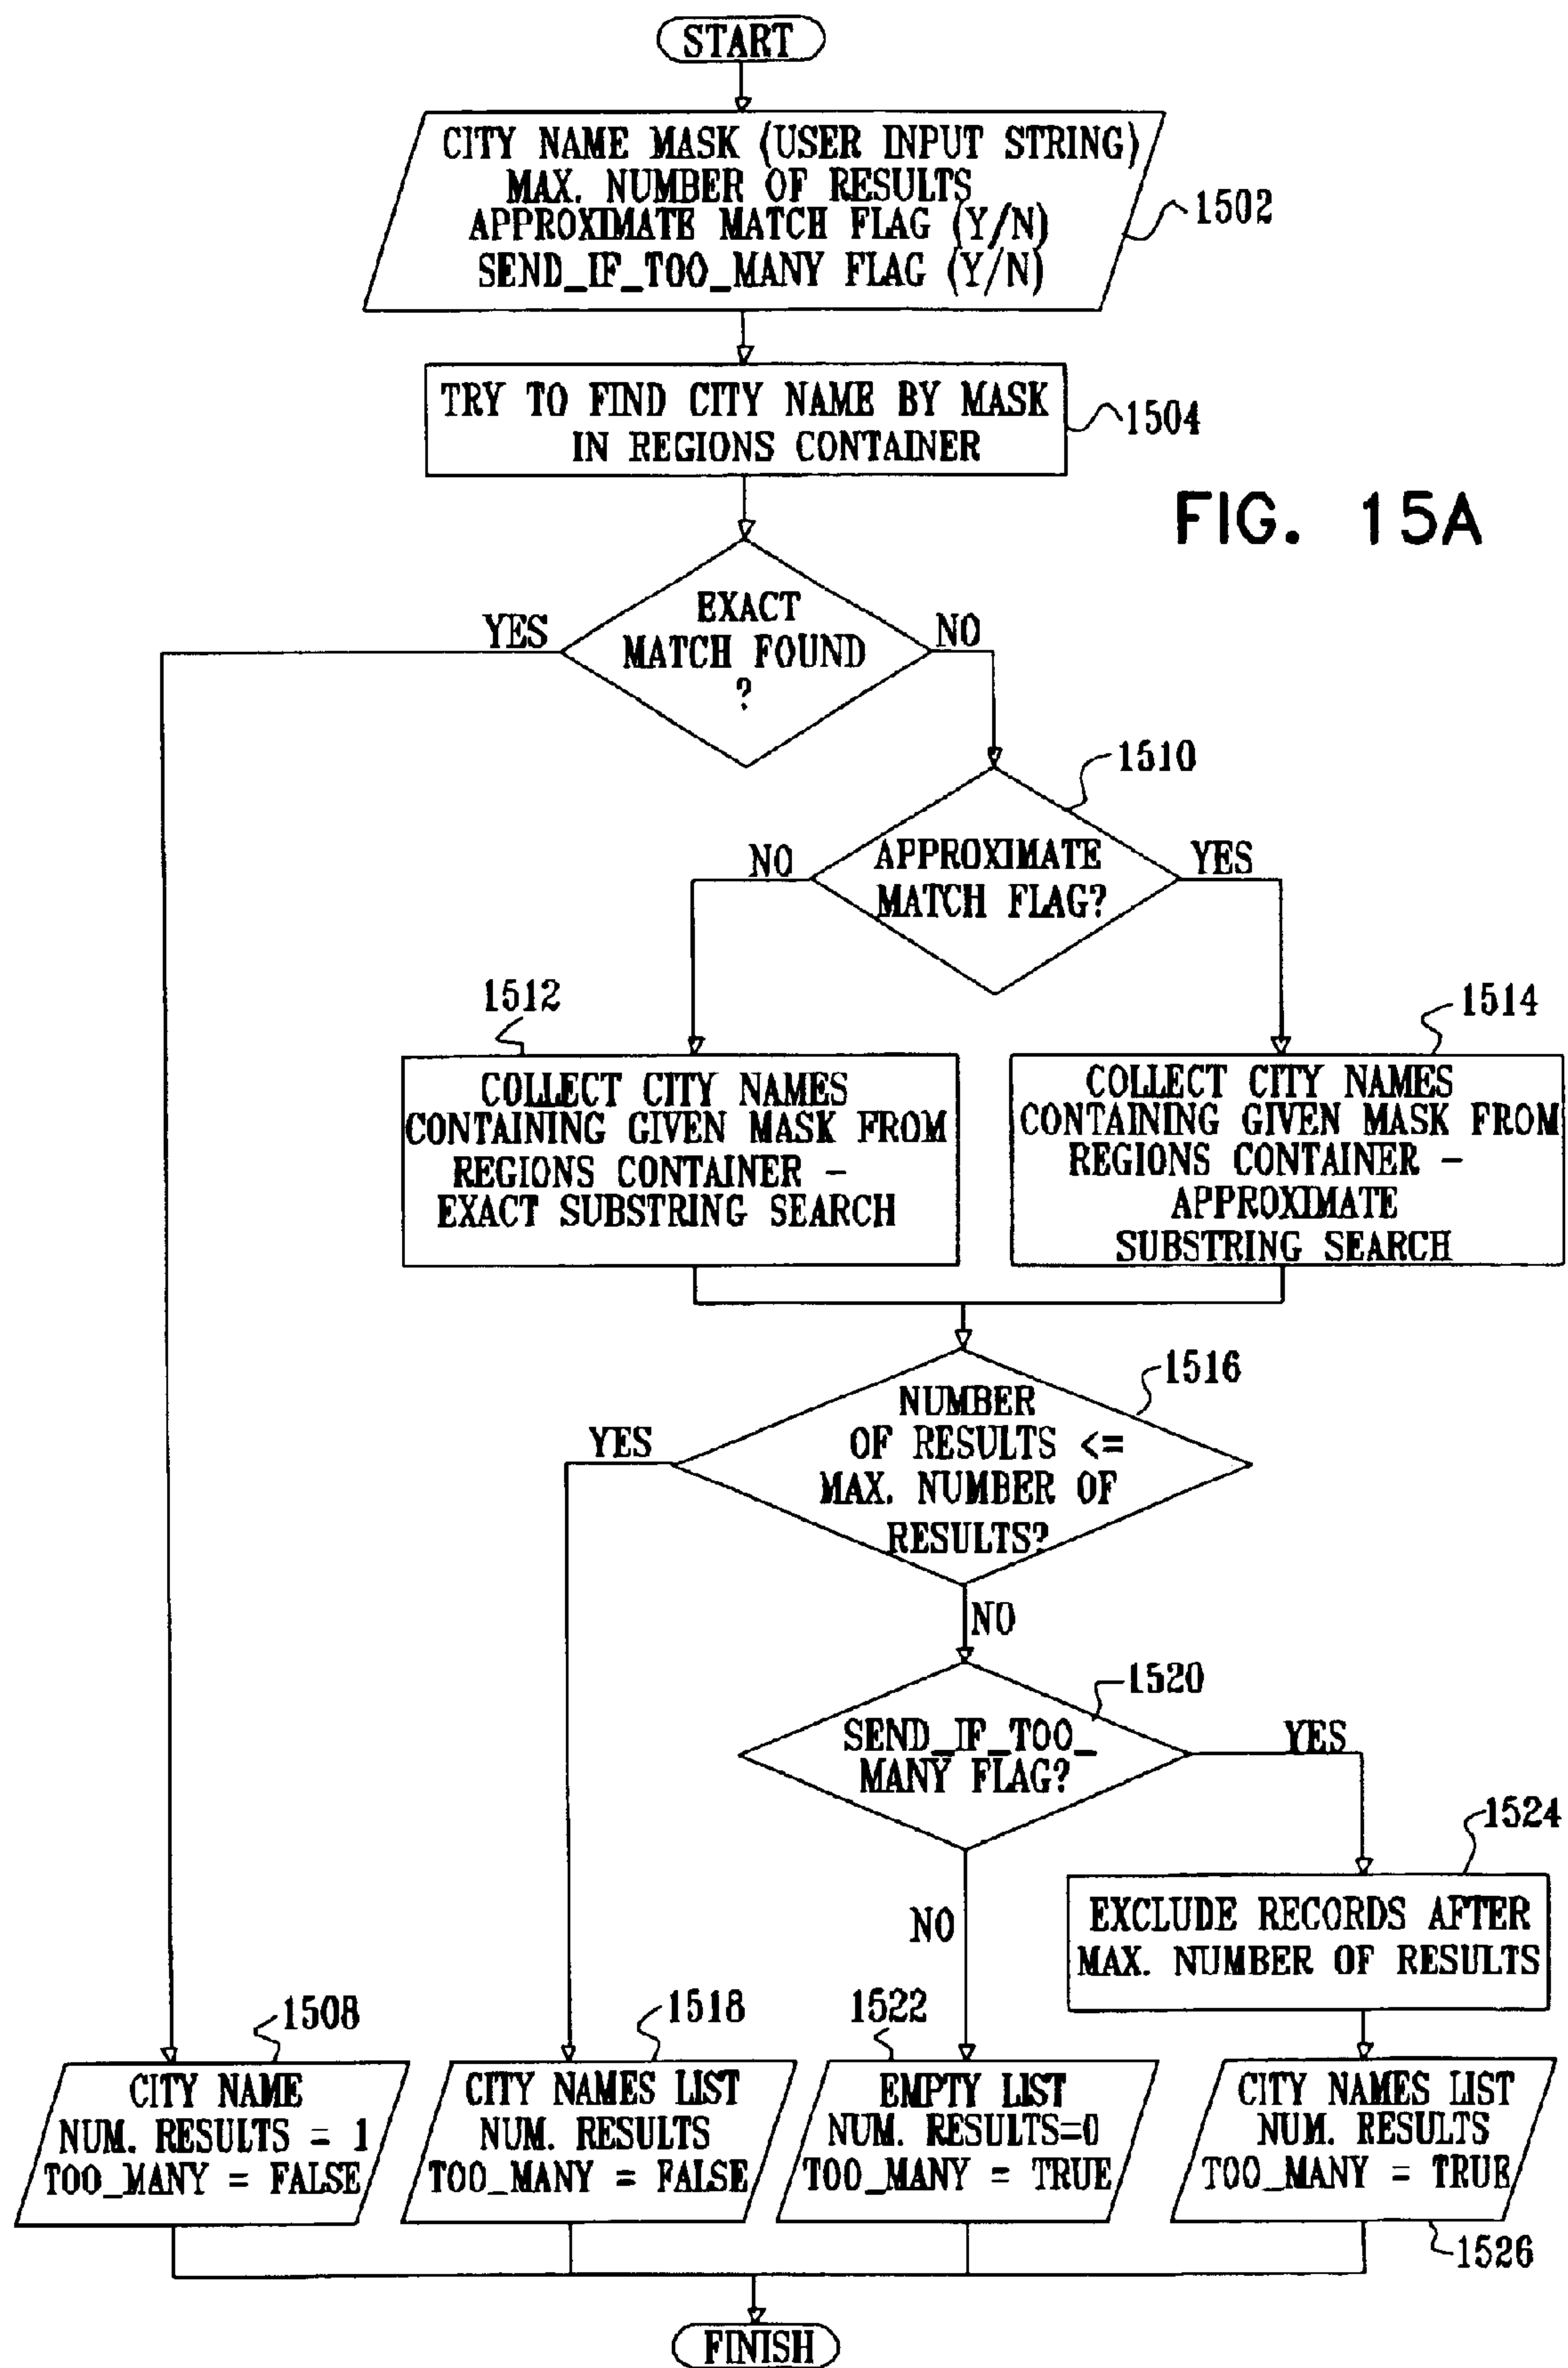 START
CITY NAME MASK (USER INPUT STRING)
MAX. NUMBER OF RESULTS
APPROXIMATE MATCH FLAG (Y/N)
SEND_IF_TOO_MANY FLAG (Y/N)
1502
TRY TO FIND CITY NAME BY MASK
IN REGIONS CONTAINER
1504
FIG. 15A
EXACT
MATCH FOUND
?
YES
NO
1510
APPROXIMATE
MATCH FLAG?
NO
YES
1512
COLLECT CITY NAMES
CONTAINING GIVEN MASK FROM
REGIONS CONTAINER -
EXACT SUBSTRING SEARCH
1514
COLLECT CITY NAMES
CONTAINING GIVEN MASK FROM
REGIONS CONTAINER -
APPROXIMATE
SUBSTRING SEARCH
1516
NUMBER
OF RESULTS <=
MAX. NUMBER OF
RESULTS?
YES
NO
1520
SEND_IF_TOO_
MANY FLAG?
YES
NO
1524
EXCLUDE RECORDS AFTER
MAX. NUMBER OF RESULTS
1508
CITY NAME
NUM. RESULTS = 1
TOO_MANY = FALSE
1518
CITY NAMES LIST
NUM. RESULTS
TOO_MANY = FALSE
1522
EMPTY LIST
NUM. RESULTS=0
TOO_MANY = TRUE
CITY NAMES LIST
NUM. RESULTS
TOO_MANY = TRUE
1526
FINISH